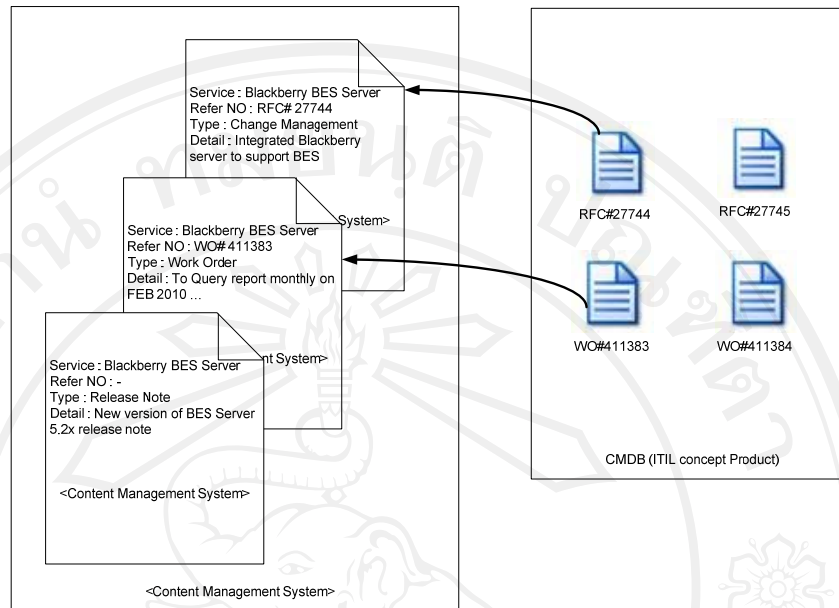 Service : Blackberry BES Server
Refer NO : RFC# 27744
Type : Change Management
Detail : Integrated Blackberry
server to support BES
System>
Service : Blackberry BES Server
Refer NO : WO# 411383
Type : Work Order
Detail : To Query report monthly on
FEB 2010 ...
nt System>
Service : Blackberry BES Server
Refer NO : -
Type : Release Note
Detail : New version of BES Server
5.2x release note
<Content Management System>
<Content Management System>
RFC#27744
RFC#27745
WO#411383
WO#411384
CMDB (ITIL concept Product)